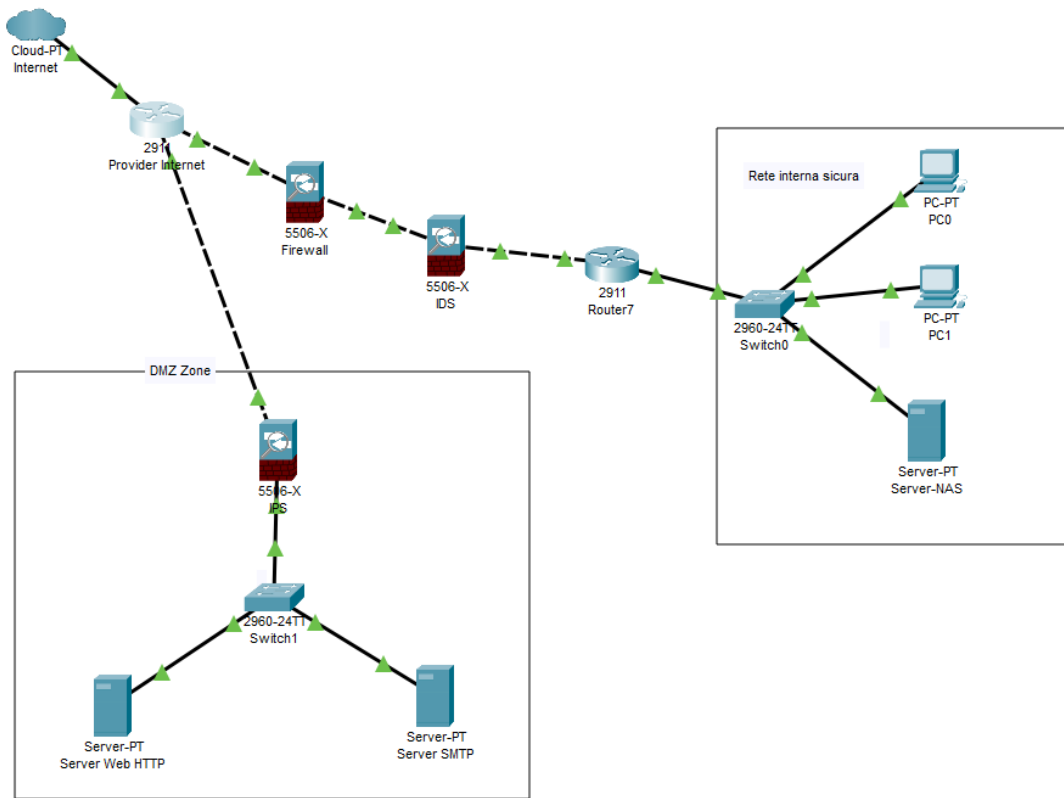 Cloud-PT
Internet
2911
Provider Internet
5506-X
Firewall
5506-X
IDS
2911
Router7
Rete interna sicura
PC-PT
PC0
PC-PT
PC1
2960-24TT
Switch0
Server-PT
Server-NAS
DMZ Zone
5506-X
IPS
2960-24TT
Switch1
Server-PT
Server Web HTTP
Server-PT
Server SMTP